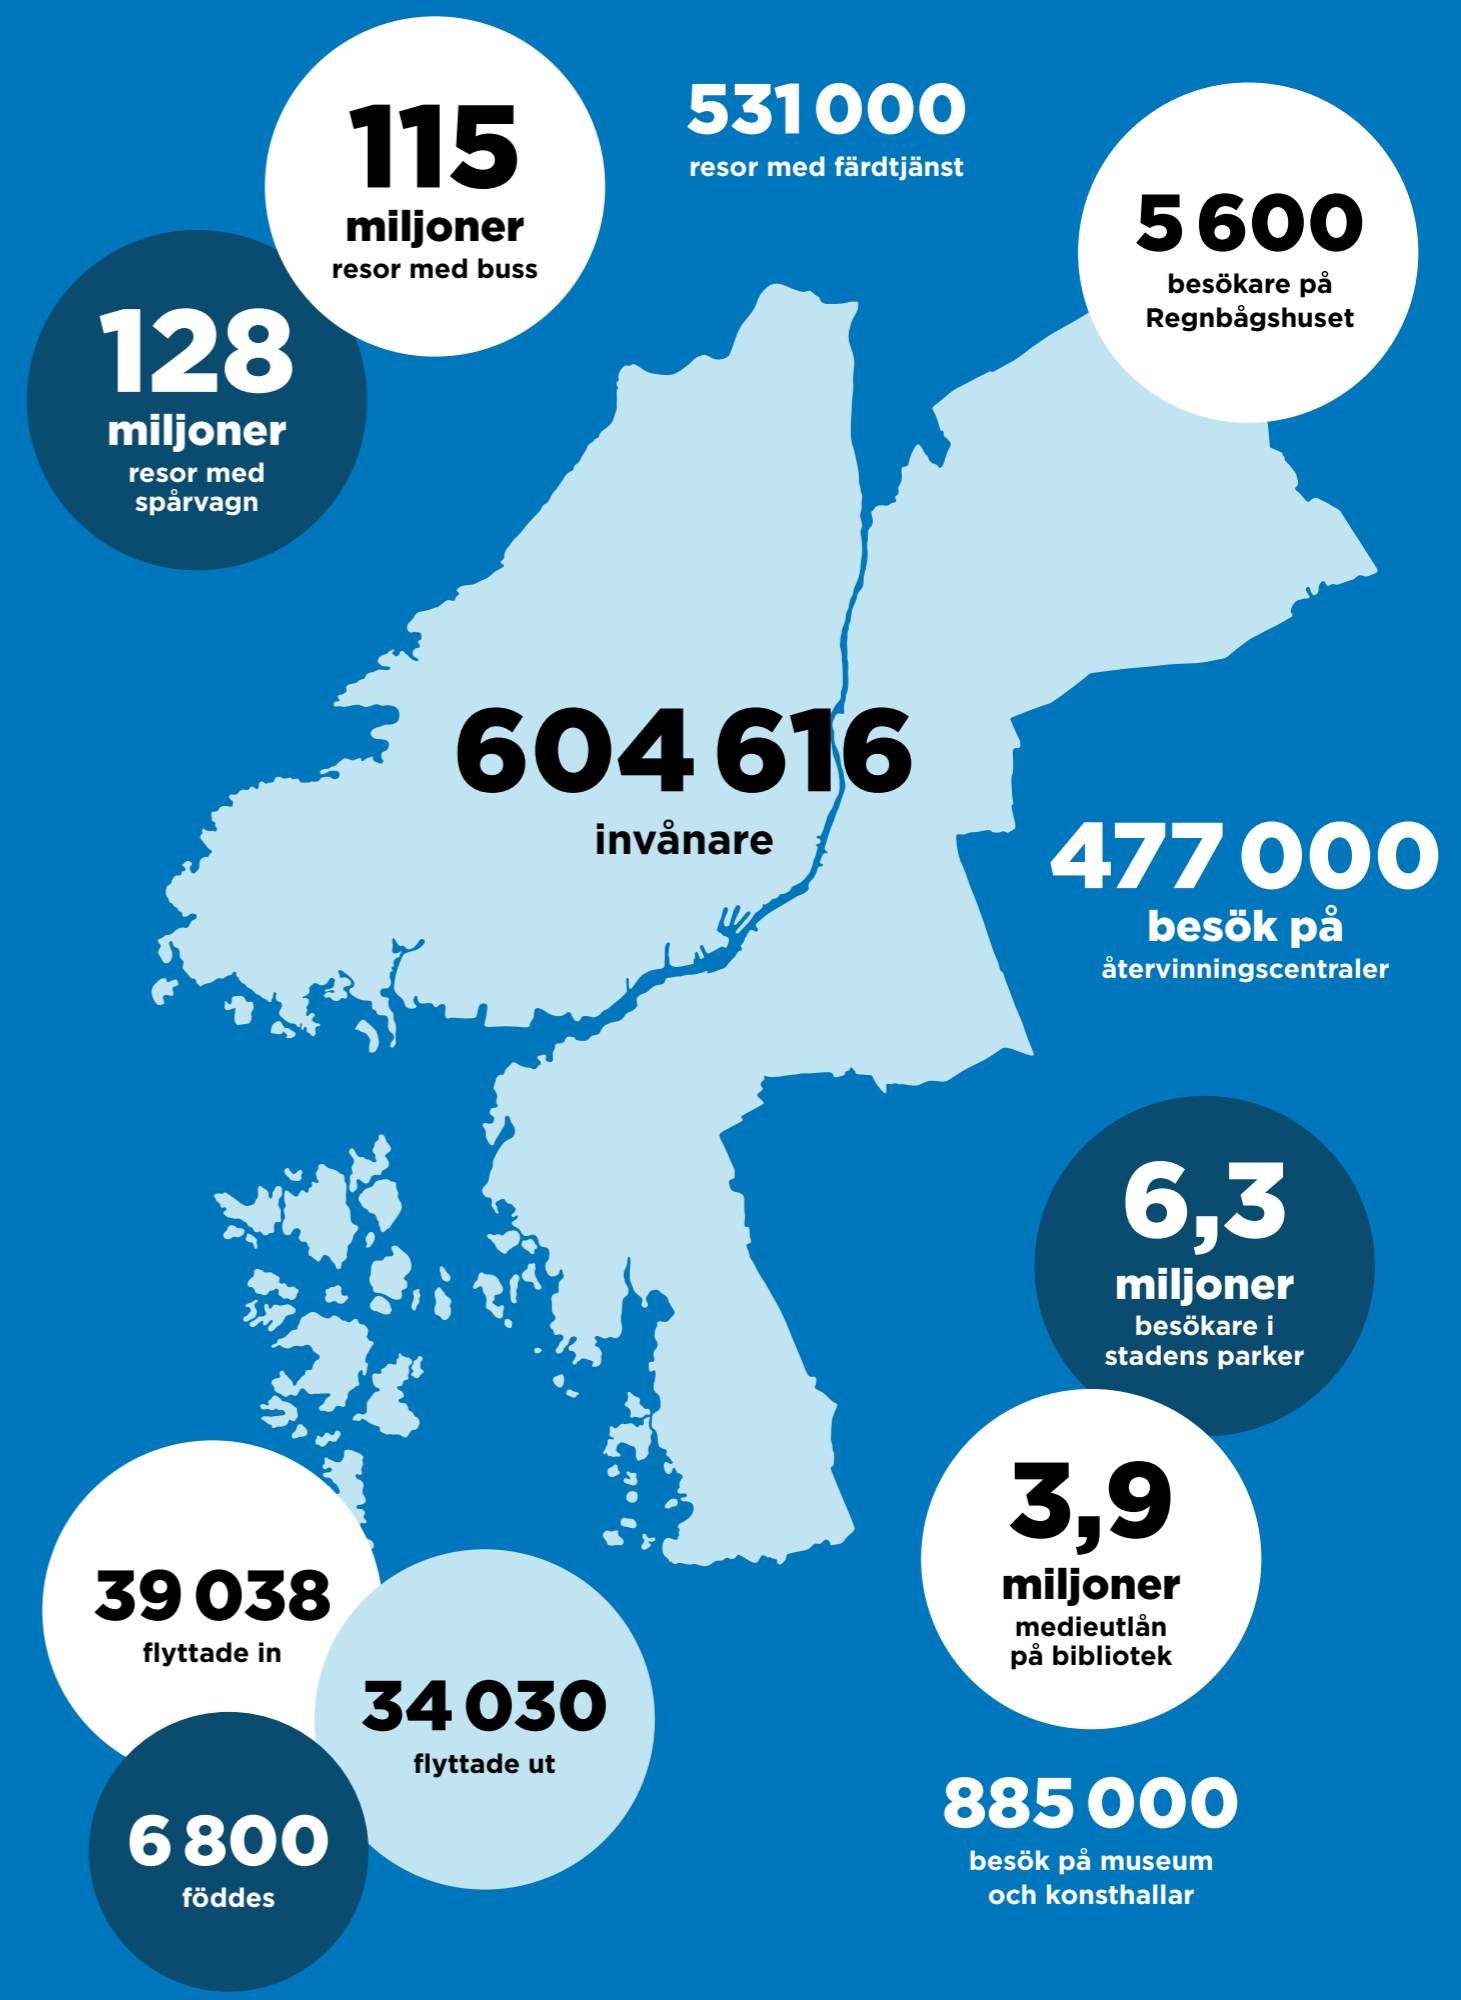 115
miljoner
resor med buss
531 000
resor med färdtjänst
5 600
besökare på
Regnbågshuset
128
miljoner
resor med
spårvagn
604 616
invånare
477 000
besök på
återvinningscentraler
6,3
miljoner
besökare i
stadens parker
3,9
miljoner
medieutlån
på bibliotek
39 038
flyttade in
34 030
flyttade ut
6 800
föddes
885 000
besök på museum
och konsthallar